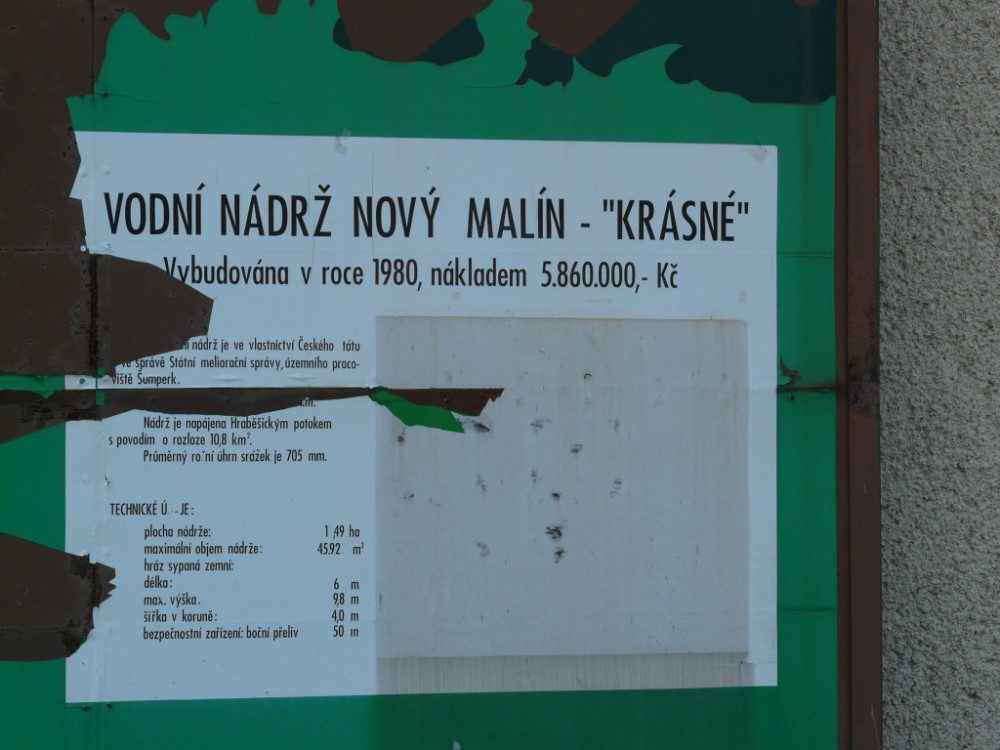 VODNÍ NÁDRŽ NOVÝ MALÍN - "KRÁSNÉ"
Vybudována v roce 1980, nákladem 5.860.000,- Kč
nádrž je ve vlastnictví Českého
ve správě Státní meliorační správy, územního praco-
viště Šumperk.
Nádrž je napájena Hraběšickým potokem
s povodím o rozloze 10,8 km².
Průměrný ro ní úhrn srážek je 705 mm.
TECHNICKÉ Ú JE:
plocha nádrže: 1,49 ha
maximální objem nádrže: 45.92 m³
hráz sypaná zemní:
délka: 6 m
max. výška. 9,8 m
šířka v koruně: 4,0 m
bezpečnostní zařízení: boční přeliv 50 m